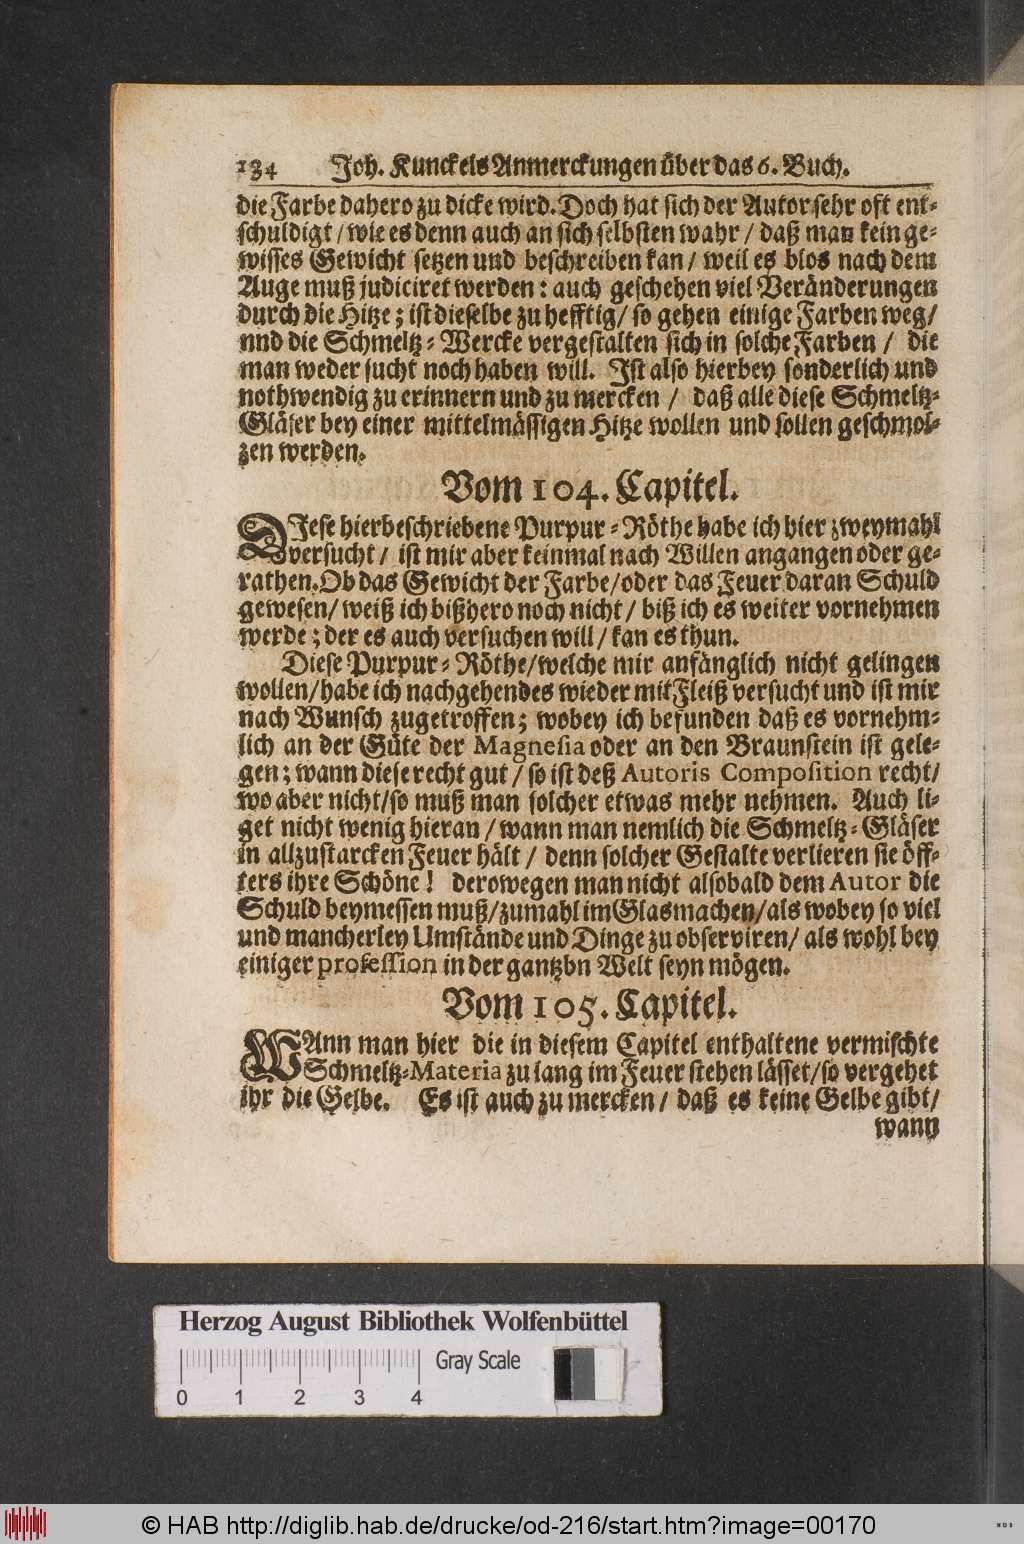 134 Joh. Kunckels Anmerckungen über das 6. Buch.
die Farbe dahero zu dicke wird. Doch hat sich der Autor sehr oft ent-
schuldigt / wie es denn auch an sich selbsten wahr / daß man kein ge-
wisses Gewicht setzen und beschreiben kan / weil es blos nach dem
Auge muß judiciret werden: auch geschehen viel Veränderungen
durch die Hitze; ist dieselbe zu hefftig / so gehen einige Farben weg /
nnd die Schmeltz-Wercke vergestalten sich in solche Farben / die
man weder sucht noch haben will. Ist also hierbey sonderlich und
nothwendig zu erinnern und zu mercken / daß alle diese Schmeltz-
Gläser bey einer mittelmässigen Hitze wollen und sollen geschmol-
zen werden.
Vom 104. Capitel.
DIese hierbeschriebene Purpur-Röthe habe ich hier zweymahl
versucht / ist mir aber keinmal nach Willen angangen oder ge-
rathen. Ob das Gewicht der Farbe / oder das Feuer daran Schuld
gewesen / weiß ich bißhero noch nicht / biß ich es weiter vornehmen
werde; der es auch versuchen will / kan es thun.
Diese Purpur-Röthe / welche mir anfänglich nicht gelingen
wollen / habe ich nachgehendes wieder mit Fleiß versucht und ist mir
nach Wunsch zugetroffen; wobey ich befunden daß es vornehm-
lich an der Güte der Magnesia oder an den Braunstein ist gele-
gen; wann diese recht gut / so ist deß Autoris Composition recht /
wo aber nicht / so muß man solcher etwas mehr nehmen. Auch li-
get nicht wenig hieran / wann man nemlich die Schmeltz-Gläser
in allzustarcken Feuer hält / denn solcher Gestalte verlieren sie öff-
ters ihre Schöne! derowegen man nicht alsobald dem Autor die
Schuld beymessen muß / zumahl im Glasmachen / als wobey so viel
und mancherley Umstände und Dinge zu observiren / als wohl bey
einiger profession in der gantzbn Welt seyn mögen.
Vom 105. Capitel.
WAnn man hier die in diesem Capitel enthaltene vermischte
Schmeltz-Materia zu lang im Feuer stehen lässet / so vergehet
ihr die Gelbe. Es ist auch zu mercken / daß es keine Gelbe gibt /
wann
Herzog August Bibliothek Wolfenbüttel
Gray Scale
0 1 2 3 4
© HAB http://diglib.hab.de/drucke/od-216/start.htm?image=00170